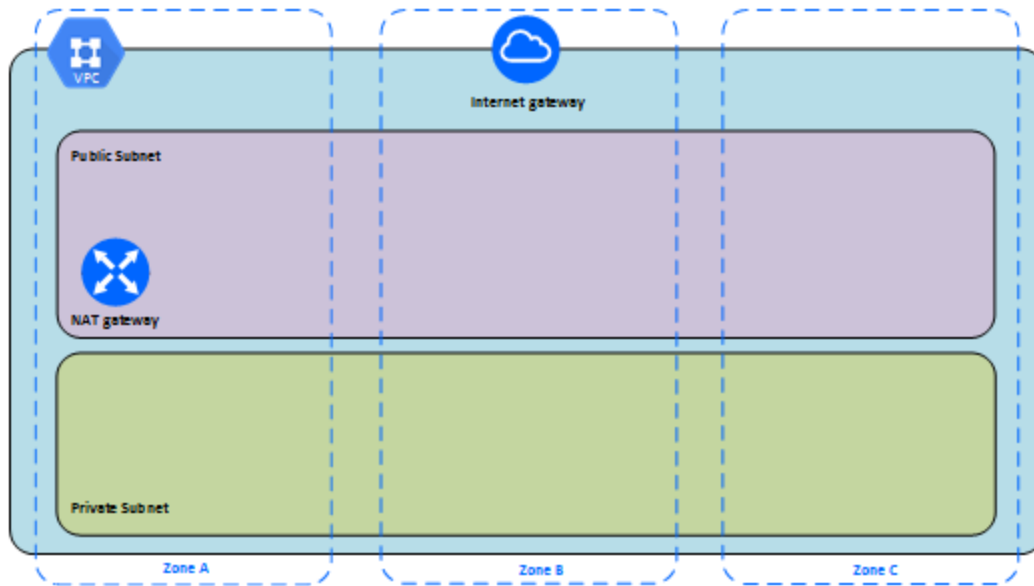 VPC
Internet gateway
Public Subnet
NAT gateway
Private Subnet
Zone A
Zone B
Zone C